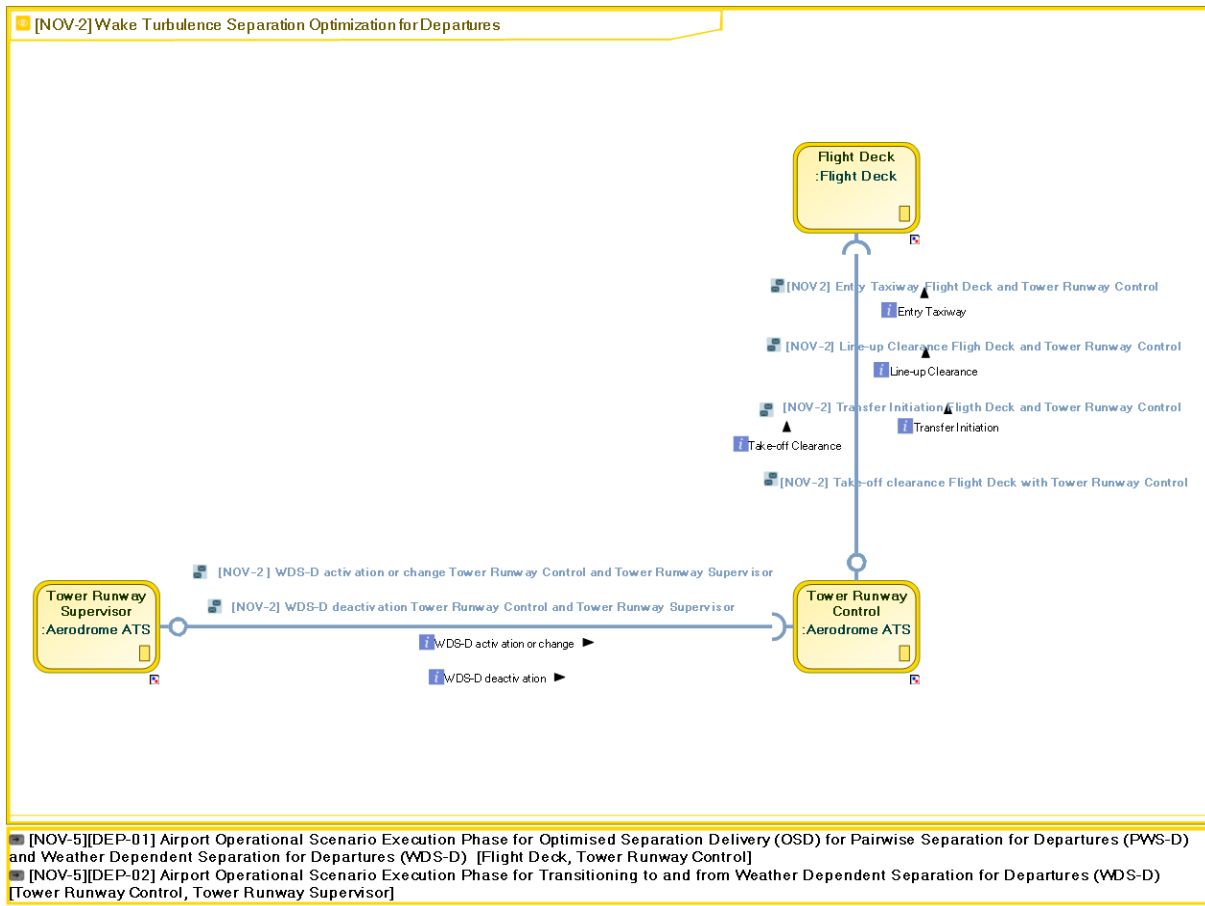 [NOV-2] Wake Turbulence Separation Optimization for Departures
Flight Deck
:Flight Deck
[NOV2] Entry Taxiway Flight Deck and Tower Runway Control
i Entry Taxiway
[NOV-2] Line-up Clearance Fligh Deck and Tower Runway Control
i Line-up Clearance
[NOV-2] Transfer Initiation Fligth Deck and Tower Runway Control
i Transfer Initiation
i Take-off Clearance
[NOV-2] Take-off clearance Flight Deck with Tower Runway Control
[NOV-2] WDS-D activation or change Tower Runway Control and Tower Runway Supervisor
[NOV-2] WDS-D deactivation Tower Runway Control and Tower Runway Supervisor
Tower Runway
Supervisor
:Aerodrome ATS
Tower Runway
Control
:Aerodrome ATS
i WDS-D activation or change
i WDS-D deactivation
[NOV-5][DEP-01] Airport Operational Scenario Execution Phase for Optimised Separation Delivery (OSD) for Pairwise Separation for Departures (PWS-D)
and Weather Dependent Separation for Departures (WDS-D) [Flight Deck, Tower Runway Control]
[NOV-5][DEP-02] Airport Operational Scenario Execution Phase for Transitioning to and from Weather Dependent Separation for Departures (WDS-D)
[Tower Runway Control, Tower Runway Supervisor]